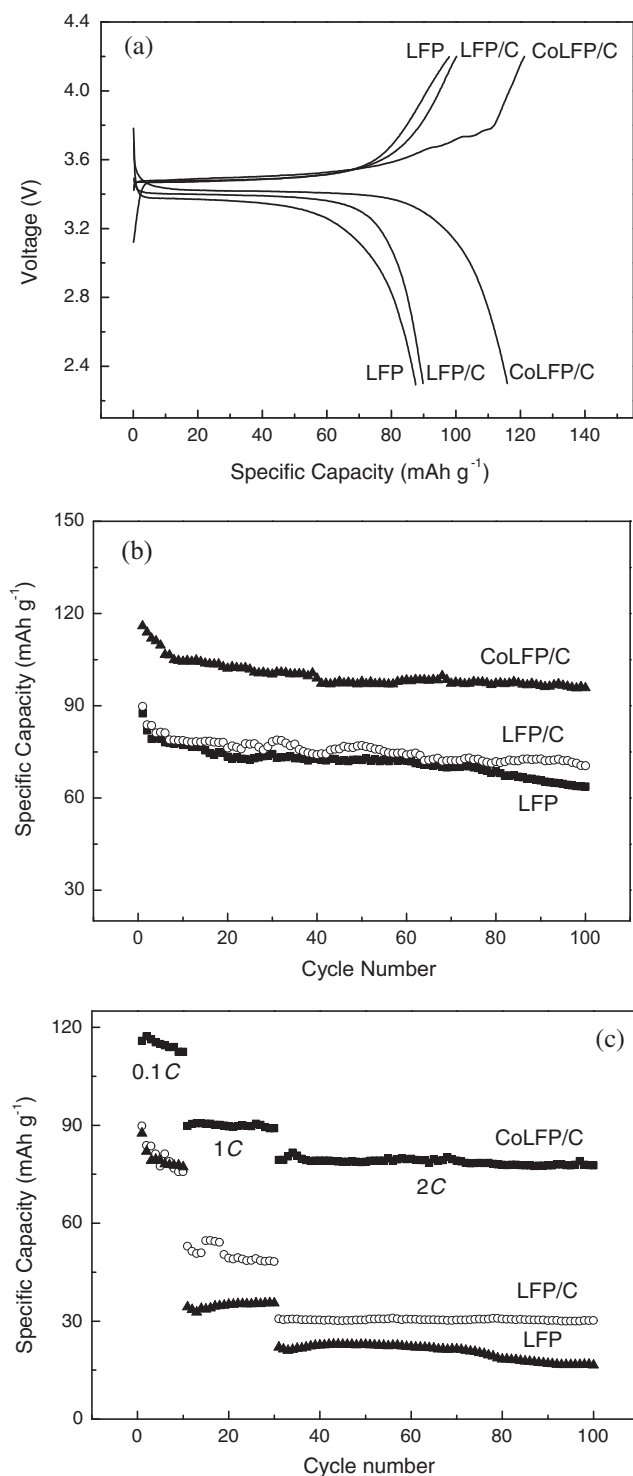 (a)
LFP LFP/C CoLFP/C
4.4
4.0
3.6
3.2
2.8
2.4
Voltage (V)
LFP LFP/C CoLFP/C
0 20 40 60 80 100 120 140
Specific Capacity (mAh g⁻¹)
(b)
150
120
90
60
30
Specific Capacity (mAh g⁻¹)
CoLFP/C
LFP/C
LFP
0 20 40 60 80 100
Cycle Number
(c)
120
90
60
30
0
Specific Capacity (mAh g⁻¹)
0.1C
1C
2C
CoLFP/C
LFP/C
LFP
0 20 40 60 80 100
Cycle number